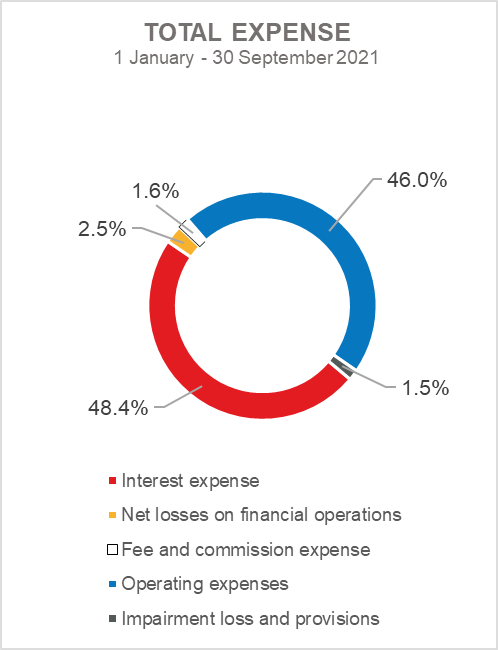 TOTAL EXPENSE
1 January - 30 September 2021
1.6%
46.0%
2.5%
1.5%
48.4%
Interest expense
Net losses on financial operations
Fee and commission expense
Operating expenses
Impairment loss and provisions